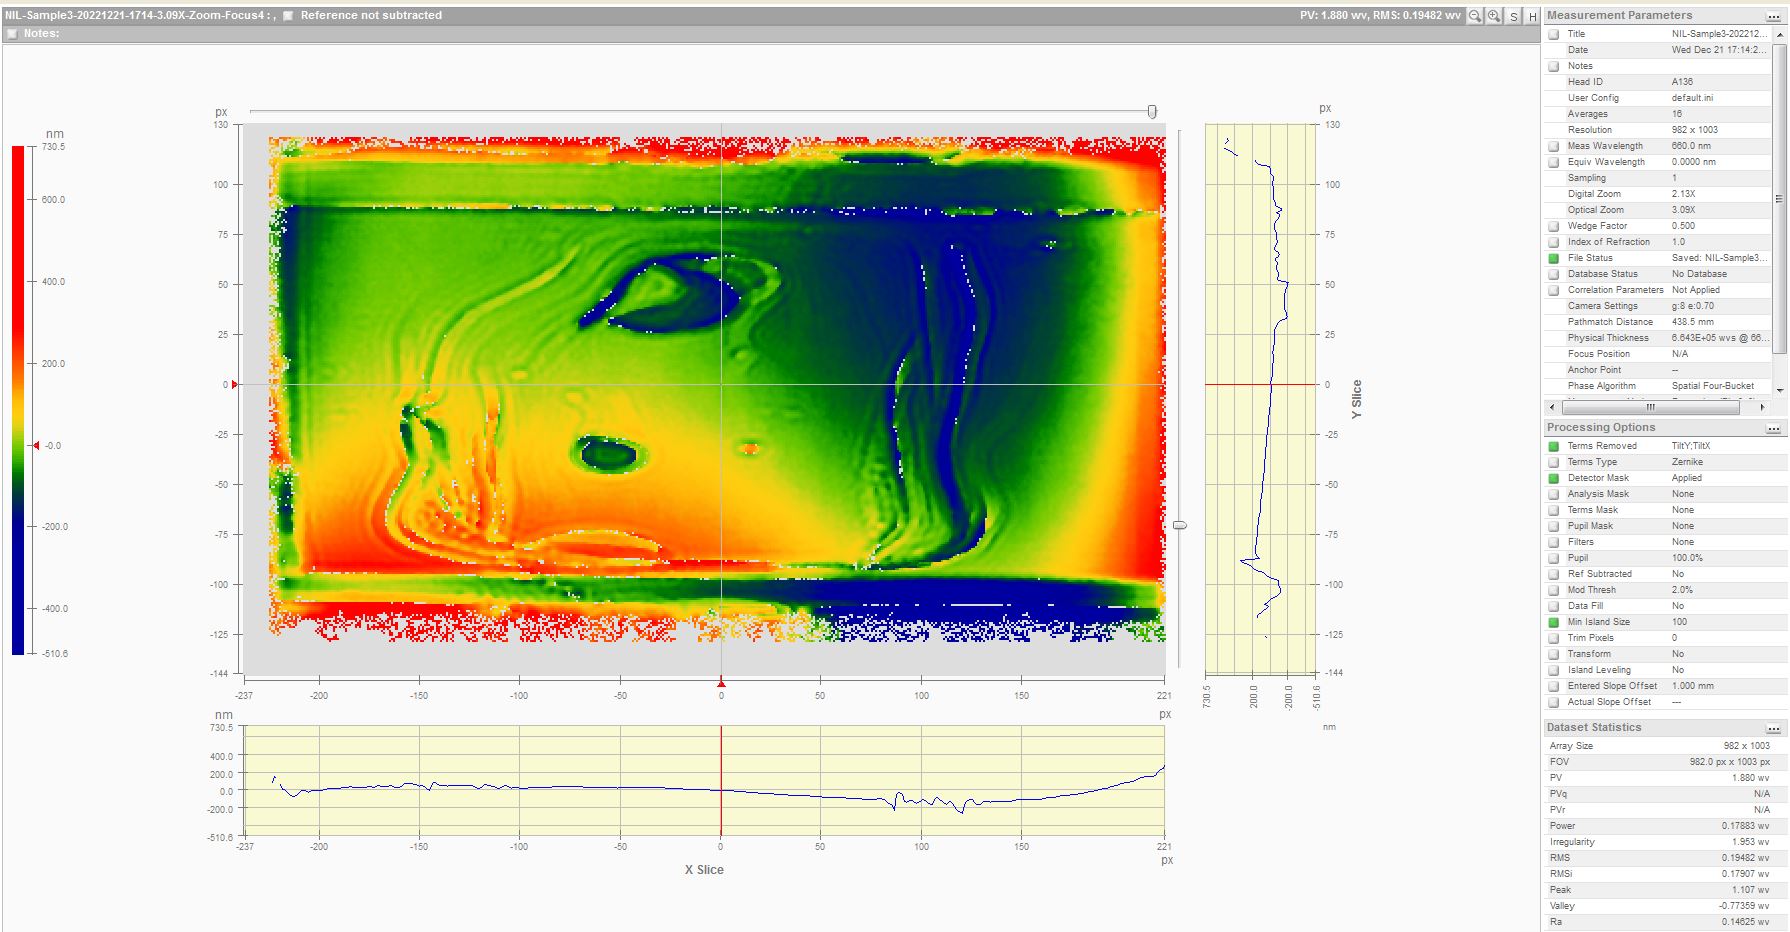 NIL-Sample3-20221221-1714-3.09X-Zoom-Focus4 : , Reference not subtracted
PV: 1.880 wv, RMS: 0.19482 wv
S H
Notes:
nm
730.5
600.0
400.0
200.0
-0.0
-200.0
-400.0
-510.6
px
130
100
75
50
25
0
-25
-50
-75
-100
-125
-144
-237 -200 -150 -100 -50 0 50 100 150 221
px
px
130
100
75
50
25
0
-25
-50
-75
-100
-125
-144
Y Slice
730.5 200.0 -200.0 -510.6
nm
nm
730.5
400.0
200.0
0.0
-200.0
-510.6
-237 -200 -150 -100 -50 0 50 100 150 221
px
X Slice
Measurement Parameters ...
Title NIL-Sample3-202212...
Date Wed Dec 21 17:14:2...
Notes
Head ID A136
User Config default.ini
Averages 16
Resolution 982 x 1003
Meas Wavelength 660.0 nm
Equiv Wavelength 0.0000 nm
Sampling 1
Digital Zoom 2.13X
Optical Zoom 3.09X
Wedge Factor 0.500
Index of Refraction 1.0
File Status Saved: NIL-Sample3...
Database Status No Database
Correlation Parameters Not Applied
Camera Settings g:8 e:0.70
Pathmatch Distance 438.5 mm
Physical Thickness 6.643E+05 wvs @ 66...
Focus Position N/A
Anchor Point --
Phase Algorithm Spatial Four-Bucket
Processing Options ...
Terms Removed TiltY;TiltX
Terms Type Zernike
Detector Mask Applied
Analysis Mask None
Terms Mask None
Pupil Mask None
Filters None
Pupil 100.0%
Ref Subtracted No
Mod Thresh 2.0%
Data Fill No
Min Island Size 100
Trim Pixels 0
Transform No
Island Leveling No
Entered Slope Offset 1.000 mm
Actual Slope Offset ---
Dataset Statistics ...
Array Size 982 x 1003
FOV 982.0 px x 1003 px
PV 1.880 wv
PVq N/A
PVr N/A
Power 0.17883 wv
Irregularity 1.953 wv
RMS 0.19482 wv
RMSi 0.17907 wv
Peak 1.107 wv
Valley -0.77359 wv
Ra 0.14625 wv